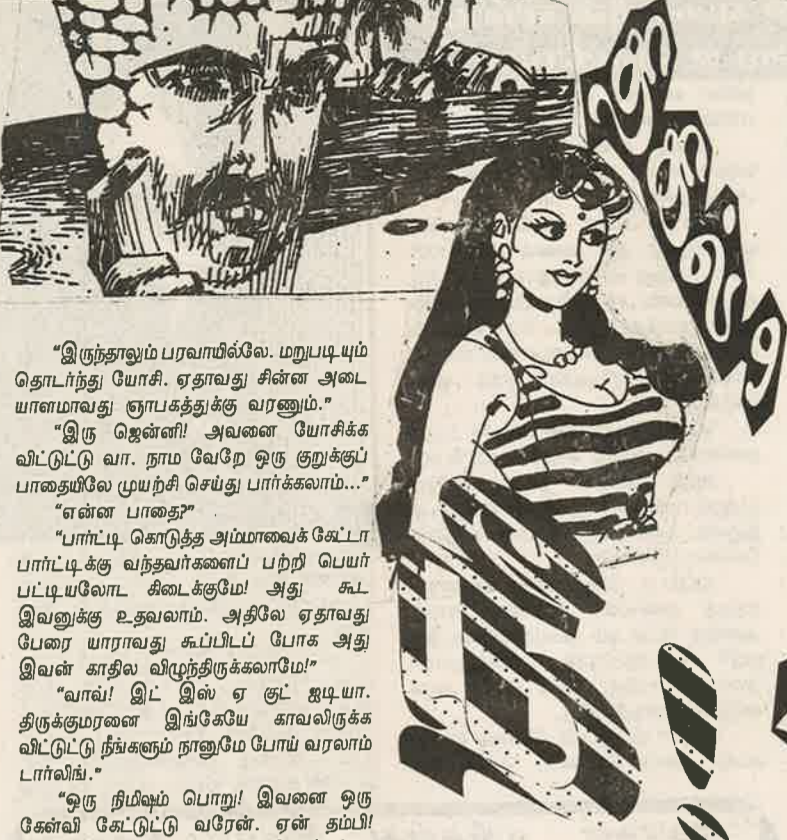 காதல் 9
"இருந்தாலும் பரவாயில்லே. மறுபடியும்
தொடர்ந்து யோசி. ஏதாவது சின்ன அடை
யாளமாவது ஞாபகத்துக்கு வரணும்."
"இரு ஜென்னி! அவனை யோசிக்க
விட்டுட்டு வா. நாம வேறே ஒரு குறுக்குப்
பாதையிலே முயற்சி செய்து பார்க்கலாம்..."
"என்ன பாதை?"
"பார்ட்டி கொடுத்த அம்மாவைக் கேட்டா
பார்ட்டிக்கு வந்தவர்களைப் பற்றி பெயர்
பட்டியலோட கிடைக்குமே! அது கூட
இவனுக்கு உதவலாம். அதிலே ஏதாவது
பேரை யாராவது கூப்பிடப் போக அது
இவன் காதில விழுந்திருக்கலாமே!"
"வாவ்! இட் இஸ் ஏ குட் ஐடியா.
திருக்குமரனை இங்கேயே காவலிருக்க
விட்டுட்டு நீங்களும் நானுமே போய் வரலாம்
டார்லிங்."
"ஒரு நிமிஷம் பொறு! இவனை ஒரு
கேள்வி கேட்டுட்டு வரேன். ஏன் தம்பி!